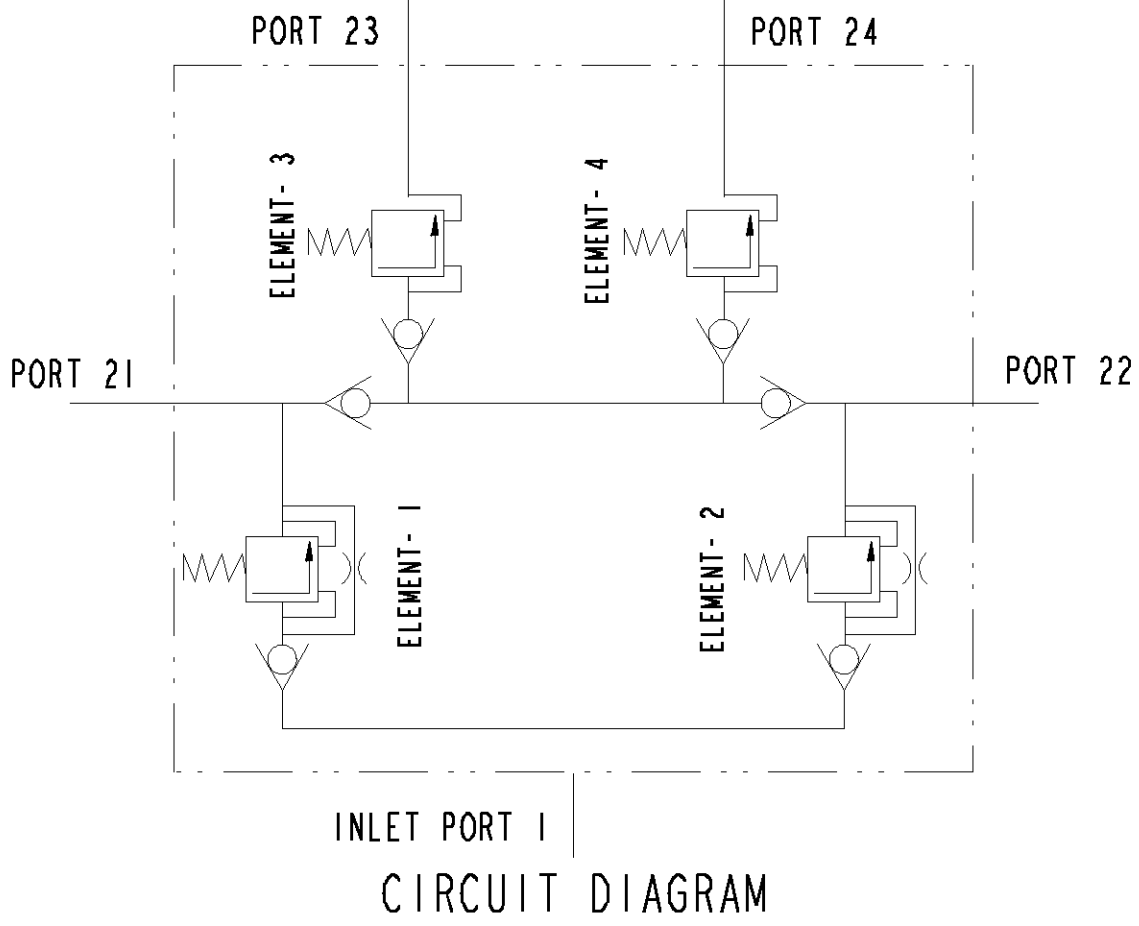 PORT 23
PORT 24
ELEMENT- 3
ELEMENT- 4
PORT 21
PORT 22
ELEMENT- 1
ELEMENT- 2
INLET PORT 1
CIRCUIT DIAGRAM